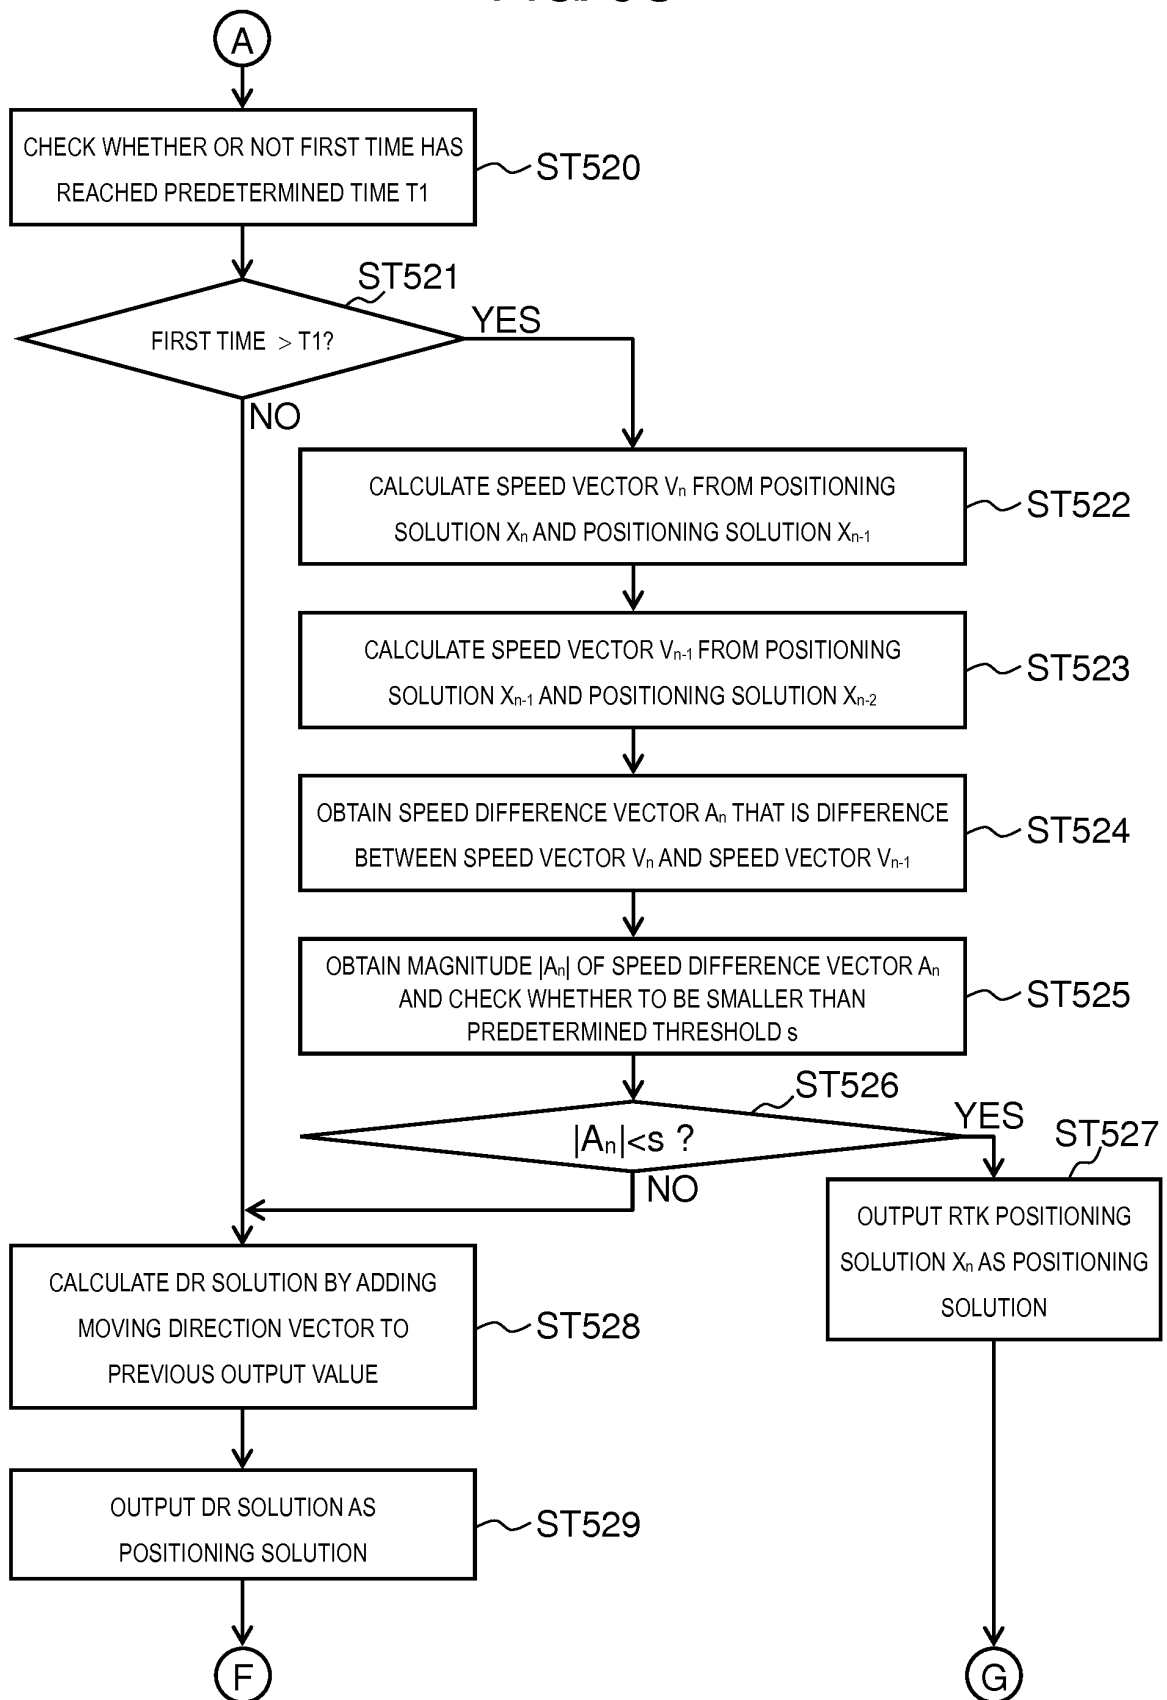 A
CHECK WHETHER OR NOT FIRST TIME HAS
REACHED PREDETERMINED TIME T1
ST520
ST521
FIRST TIME > T1?
YES
NO
CALCULATE SPEED VECTOR Vn FROM POSITIONING
SOLUTION Xn AND POSITIONING SOLUTION Xn-1
ST522
CALCULATE SPEED VECTOR Vn-1 FROM POSITIONING
SOLUTION Xn-1 AND POSITIONING SOLUTION Xn-2
ST523
OBTAIN SPEED DIFFERENCE VECTOR An THAT IS DIFFERENCE
BETWEEN SPEED VECTOR Vn AND SPEED VECTOR Vn-1
ST524
OBTAIN MAGNITUDE |An| OF SPEED DIFFERENCE VECTOR An
AND CHECK WHETHER TO BE SMALLER THAN
PREDETERMINED THRESHOLD s
ST525
ST526
|An|<s ?
YES
NO
ST527
OUTPUT RTK POSITIONING
SOLUTION Xn AS POSITIONING
SOLUTION
CALCULATE DR SOLUTION BY ADDING
MOVING DIRECTION VECTOR TO
PREVIOUS OUTPUT VALUE
ST528
OUTPUT DR SOLUTION AS
POSITIONING SOLUTION
ST529
F
G